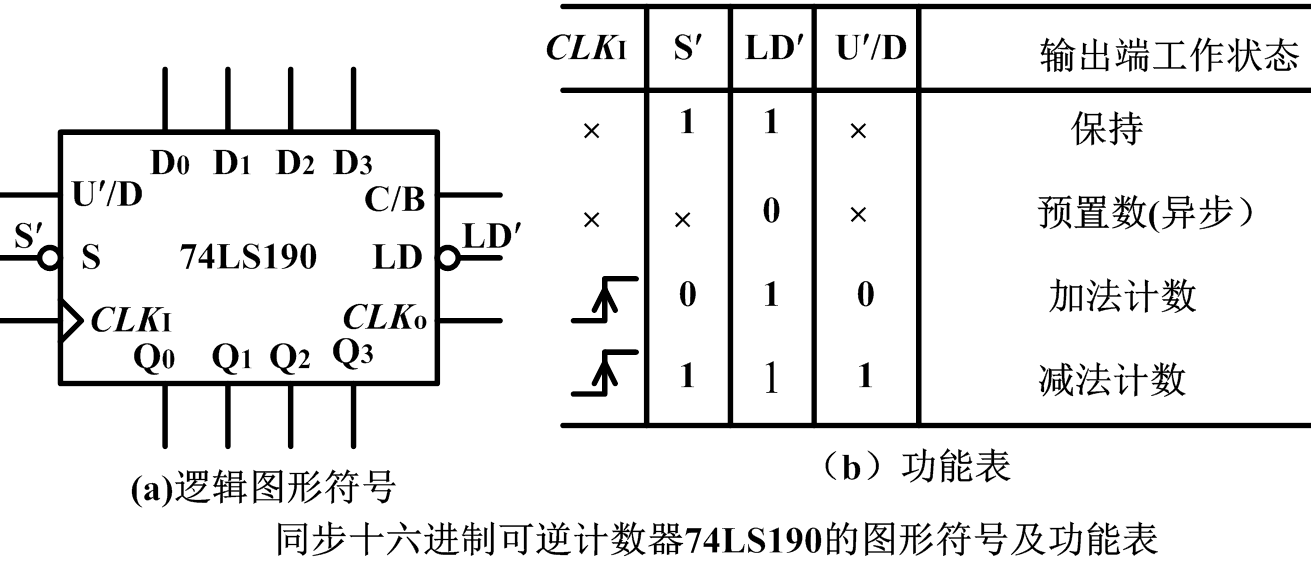 D0 D1 D2 D3
U'/D C/B
S' S 74LS190 LD LD'
CLKI CLKo
Q0 Q1 Q2 Q3
(a)逻辑图形符号
CLKI S' LD' U'/D 输出端工作状态
× 1 1 × 保持
× × 0 × 预置数(异步）
0 1 0 加法计数
1 1 1 减法计数
（b）功能表
同步十六进制可逆计数器74LS190的图形符号及功能表